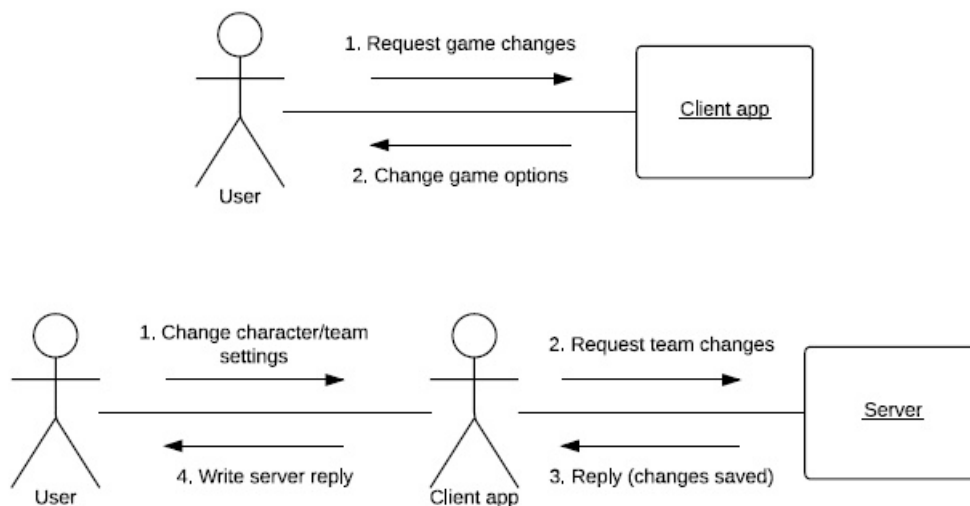 1. Request game changes
Client app
2. Change game options
User
1. Change character/team
settings
2. Request team changes
Server
4. Write server reply
3. Reply (changes saved)
User
Client app